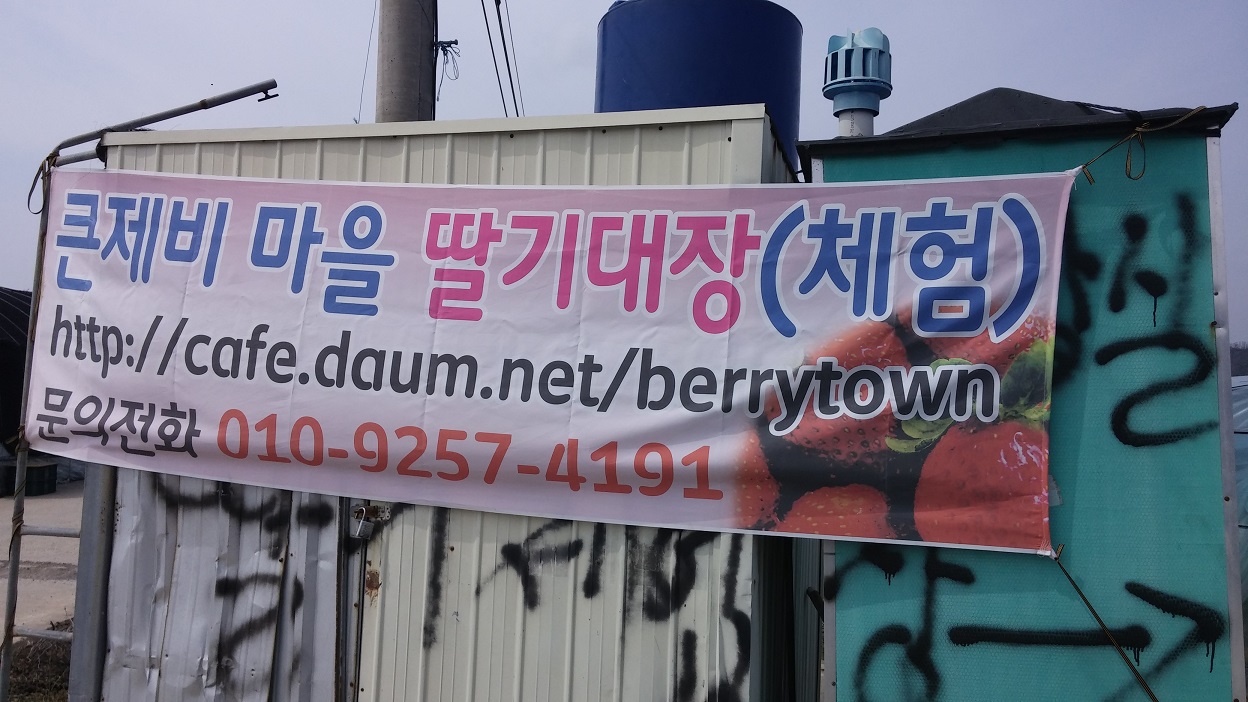 큰제비 마을 딸기대장(체험)
http://cafe.daum.net/berrytown
문의전화 010-9257-4191